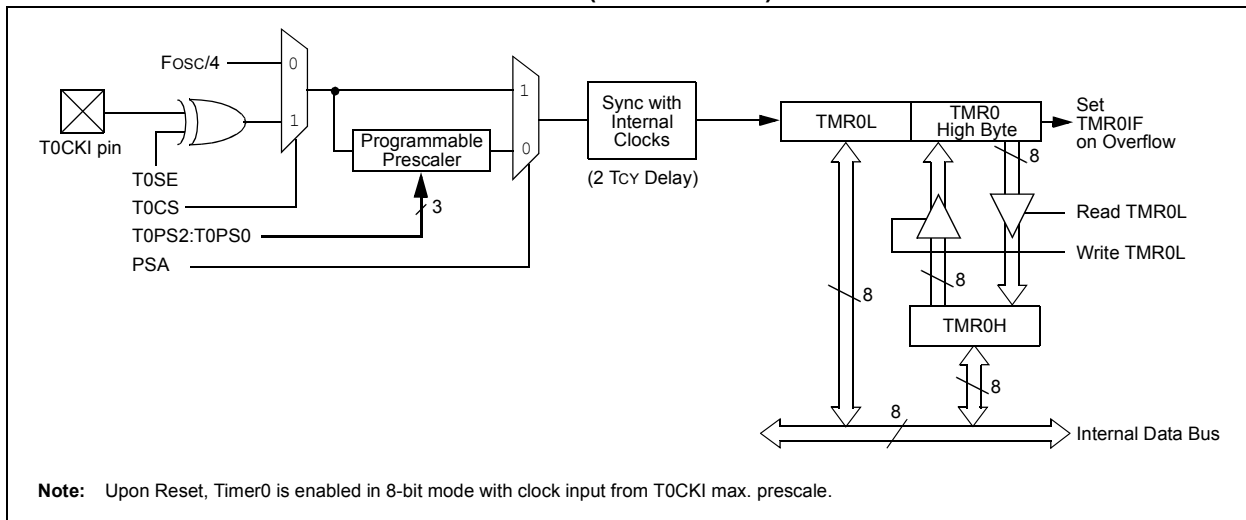 FOSC/4
0
1
T0CKI pin
T0SE
T0CS
T0PS2:T0PS0
PSA
Programmable
Prescaler
3
1
0
Sync with
Internal
Clocks
(2 TCY Delay)
TMR0L
TMR0
High Byte
Set
TMR0IF
on Overflow
8
Read TMR0L
Write TMR0L
8
8
TMR0H
8
8
Internal Data Bus
Note: Upon Reset, Timer0 is enabled in 8-bit mode with clock input from T0CKI max. prescale.